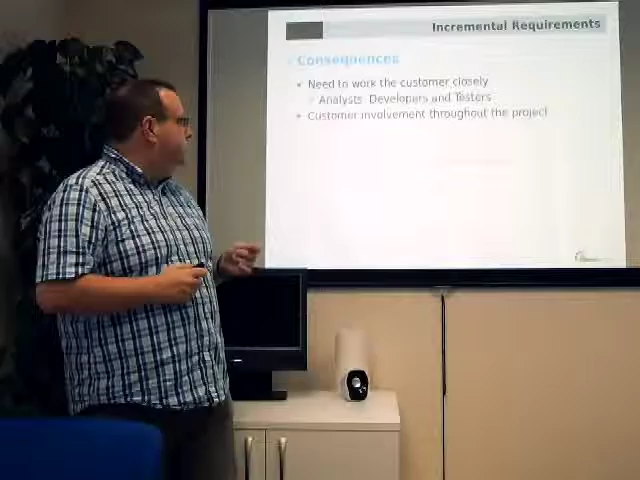 Incremental Requirements
Consequences
Need to work the customer closely
Analysts, Developers and Testers
Customer involvement throughout the project